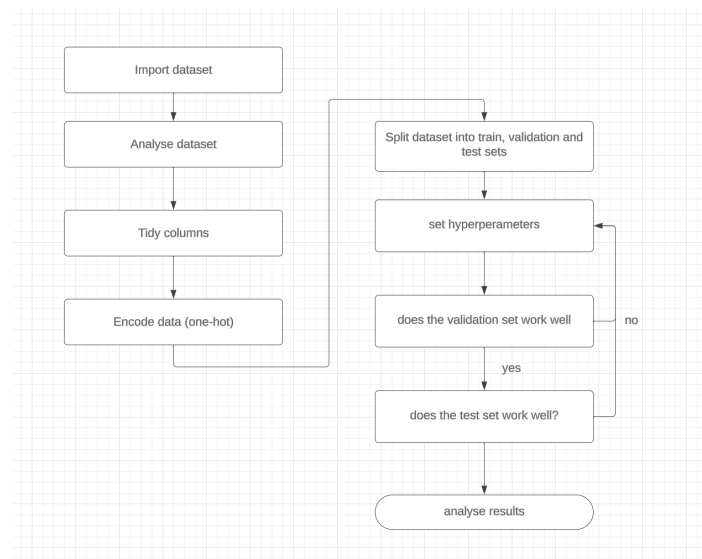 Import dataset
Analyse dataset
Tidy columns
Encode data (one-hot)
Split dataset into train, validation and
test sets
set hyperperameters
does the validation set work well
no
yes
does the test set work well?
analyse results